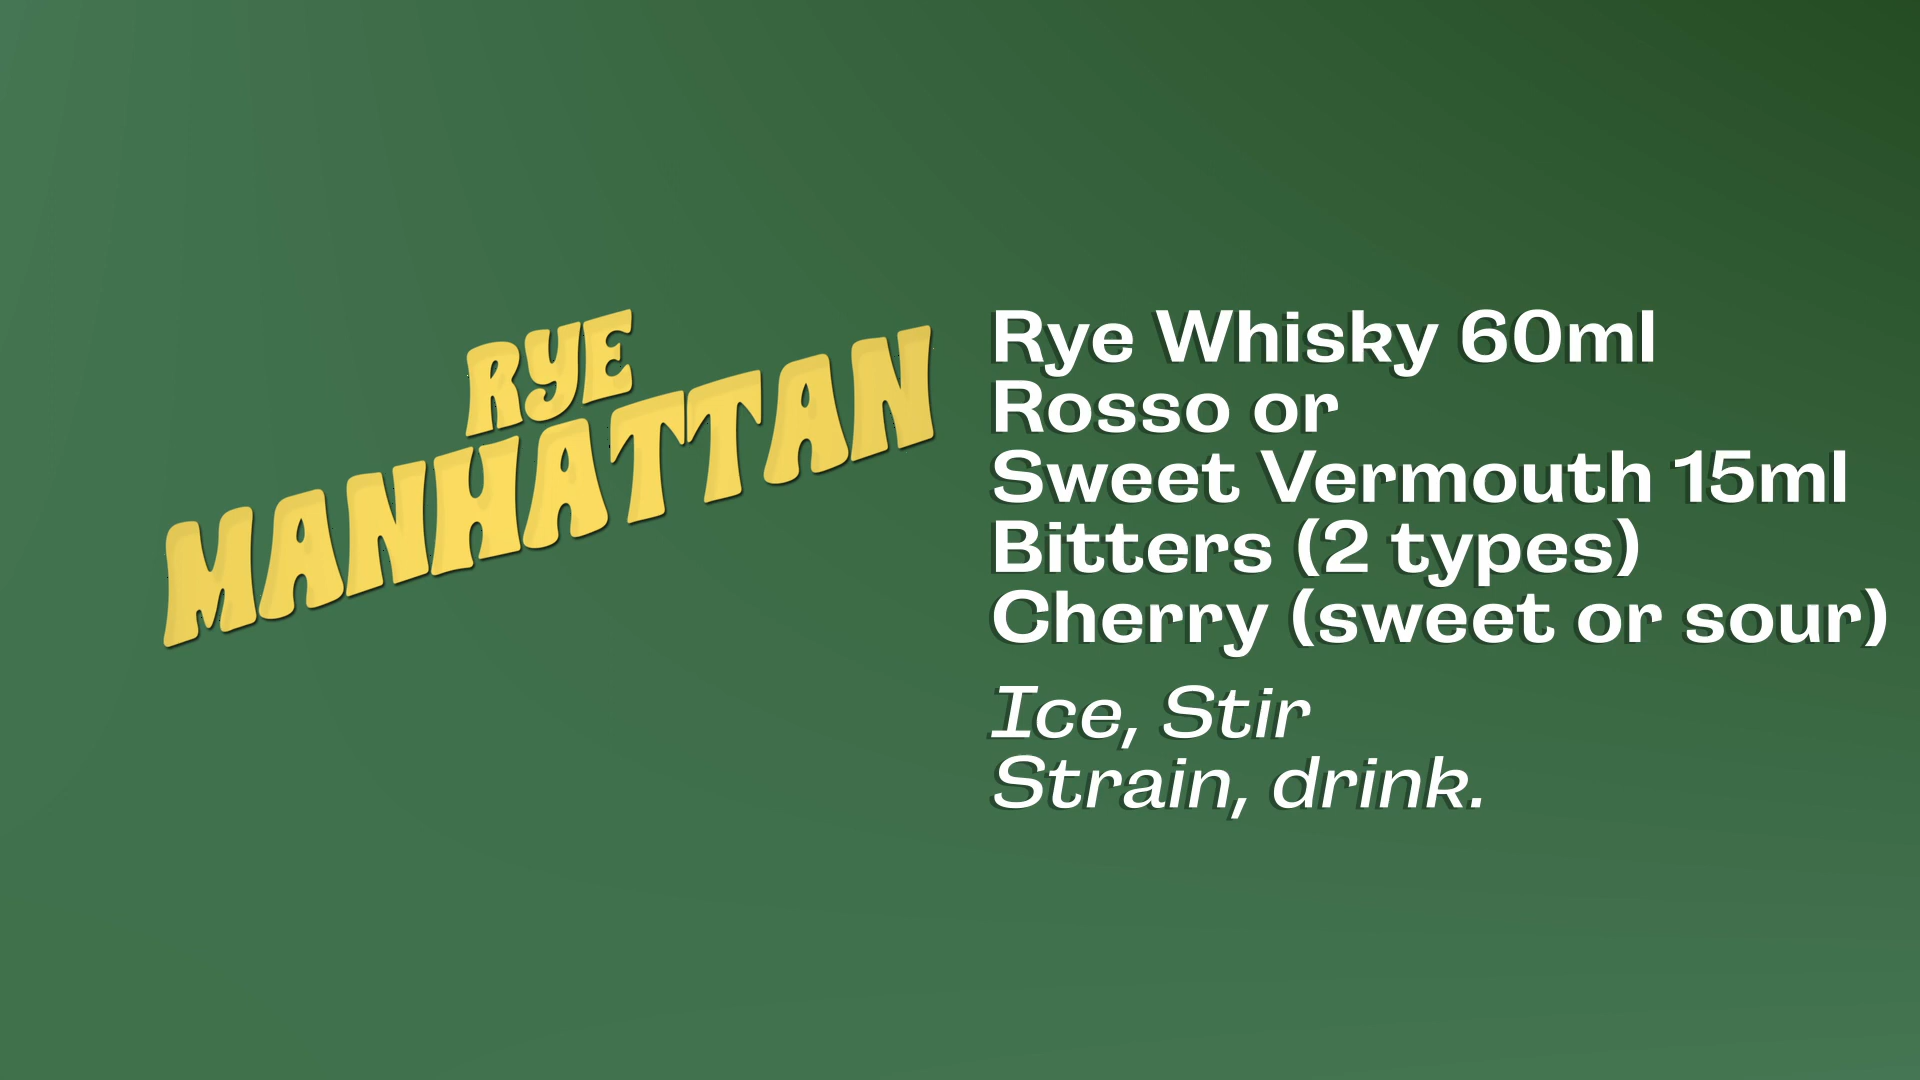 RYE
MANHATTAN
Rye Whisky 60ml
Rosso or
Sweet Vermouth 15ml
Bitters (2 types)
Cherry (sweet or sour)
Ice, Stir
Strain, drink.